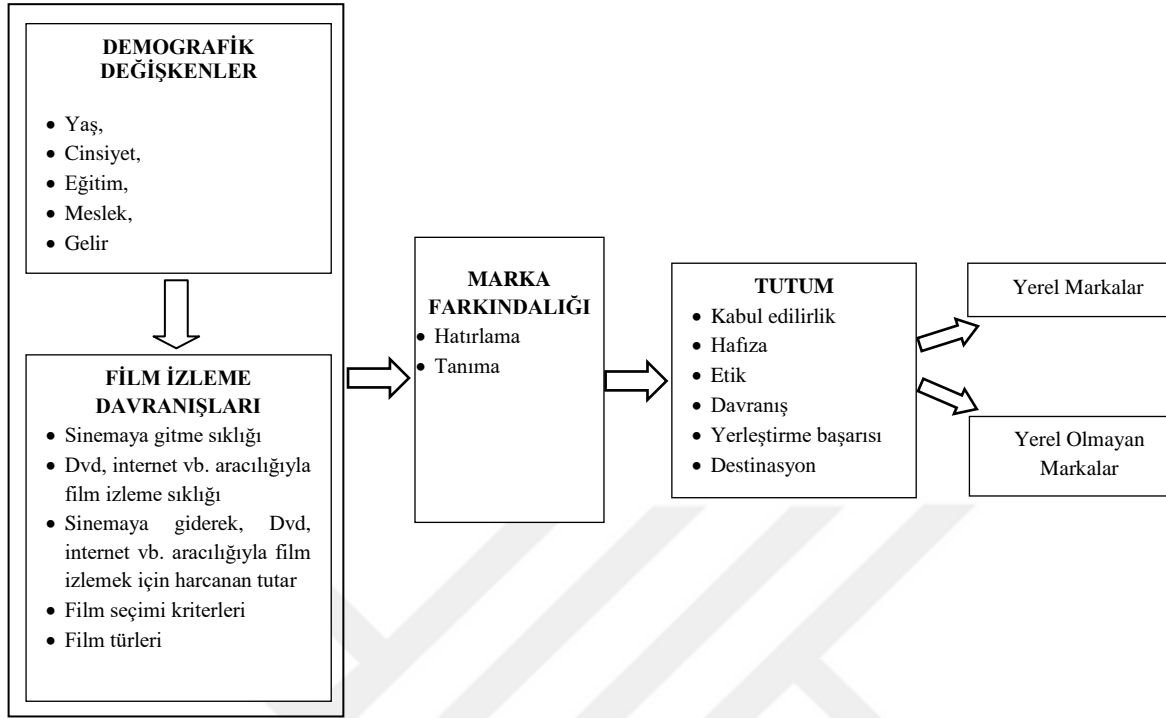 DEMOGRAFİK
DEĞİŞKENLER
• Yaş,
• Cinsiyet,
• Eğitim,
• Meslek,
• Gelir
FİLM İZLEME
DAVRANIŞLARI
• Sinemaya gitme sıklığı
• Dvd, internet vb. aracılığıyla
film izleme sıklığı
• Sinemaya giderek, Dvd,
internet vb. aracılığıyla film
izlemek için harcanan tutar
• Film seçimi kriterleri
• Film türleri
MARKA
FARKINDALIĞI
• Hatırlama
• Tanıma
TUTUM
• Kabul edilirlik
• Hafıza
• Etik
• Davranış
• Yerleştirme başarısı
• Destinasyon
Yerel Markalar
Yerel Olmayan
Markalar